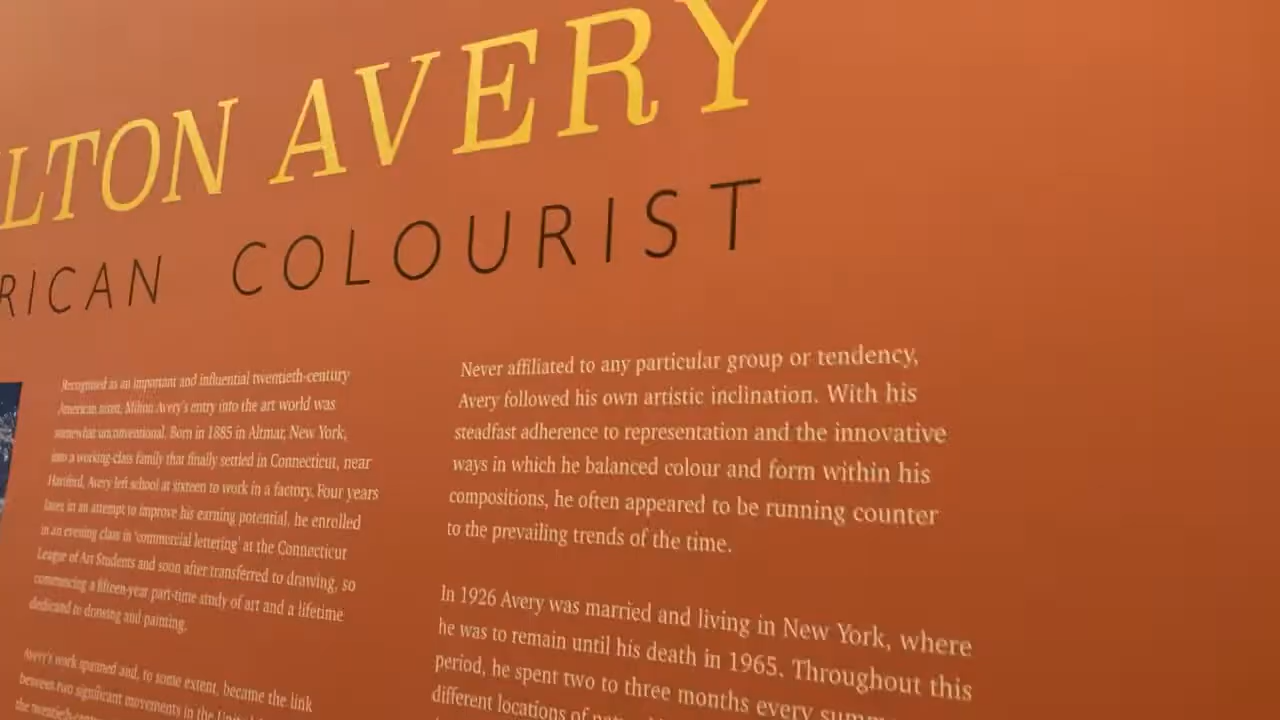 LTON AVERY
RICAN COLOURIST
Recognised as an important and influential twentieth-century
American artist, Milton Avery's entry into the art world was
somewhat unconventional. Born in 1885 in Altmar, New York,
into a working-class family that finally settled in Connecticut, near
Hartford, Avery left school at sixteen to work in a factory. Four years
later, in an attempt to improve his earning potential, he enrolled
in an evening class in 'commercial lettering' at the Connecticut
League of Art Students and soon after transferred to drawing, so
commencing a fifteen-year part-time study of art and a lifetime
dedicated to drawing and painting.
Avery's work spanned and, to some extent, became the link
between two significant movements in the
the
Never affiliated to any particular group or tendency,
Avery followed his own artistic inclination. With his
steadfast adherence to representation and the innovative
ways in which he balanced colour and form within his
compositions, he often appeared to be running counter
to the prevailing trends of the time.
In 1926 Avery was married and living in New York, where
he was to remain until his death in 1965. Throughout this
period, he spent two to three months every
different locations of